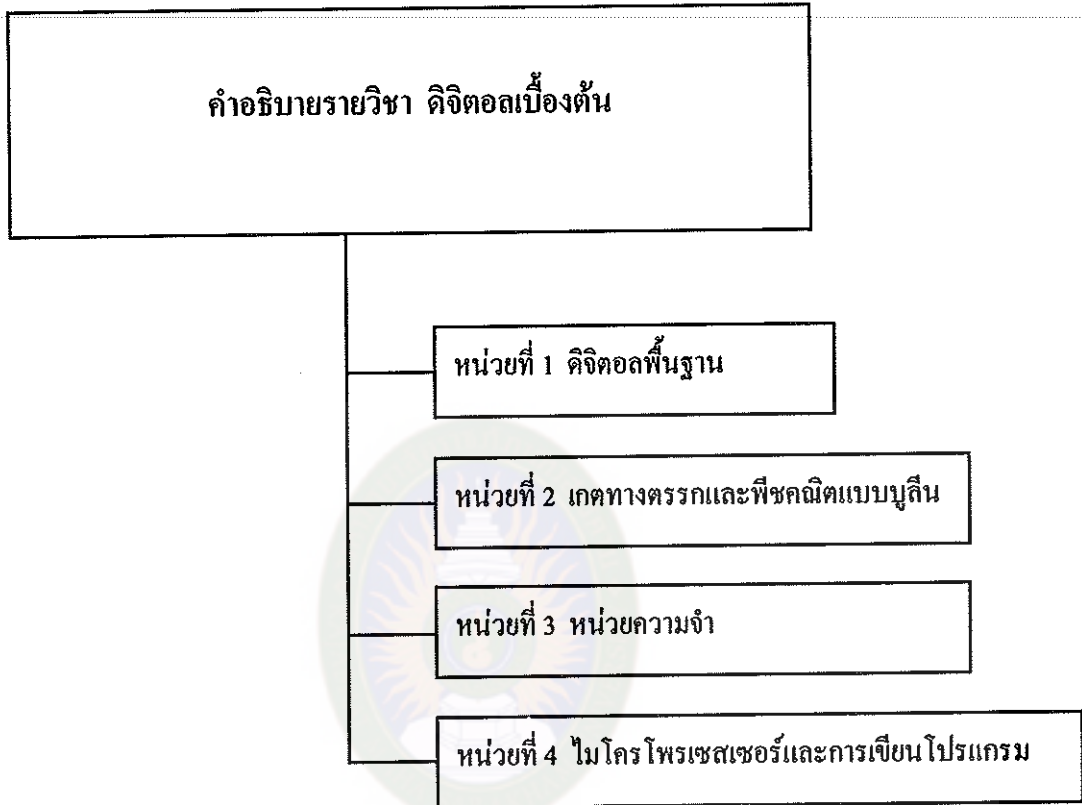 คำอธิบายรายวิชา ดิจิตอลเบื้องต้น
หน่วยที่ 1 ดิจิตอลพื้นฐาน
หน่วยที่ 2 เกตทางตรรกและพีชคณิตแบบบูลีน
หน่วยที่ 3 หน่วยความจำ
หน่วยที่ 4 ไมโครโพรเซสเซอร์และการเขียนโปรแกรม